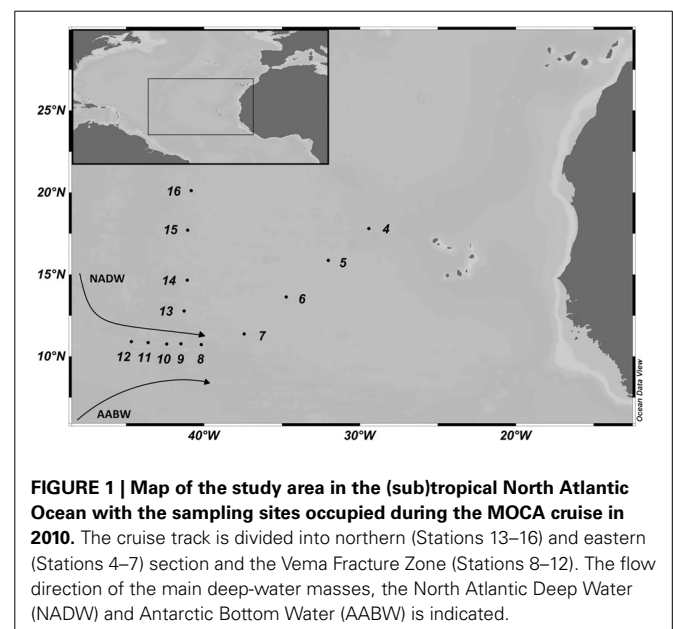 25°N
20°N
16
15
4
5
15°N
NADW
14
6
13
7
10°N
12 11 10 9 8
AABW
Ocean Data View
40°W 30°W 20°W
FIGURE 1 | Map of the study area in the (sub)tropical North Atlantic
Ocean with the sampling sites occupied during the MOCA cruise in
2010. The cruise track is divided into northern (Stations 13–16) and eastern
(Stations 4–7) section and the Vema Fracture Zone (Stations 8–12). The flow
direction of the main deep-water masses, the North Atlantic Deep Water
(NADW) and Antarctic Bottom Water (AABW) is indicated.